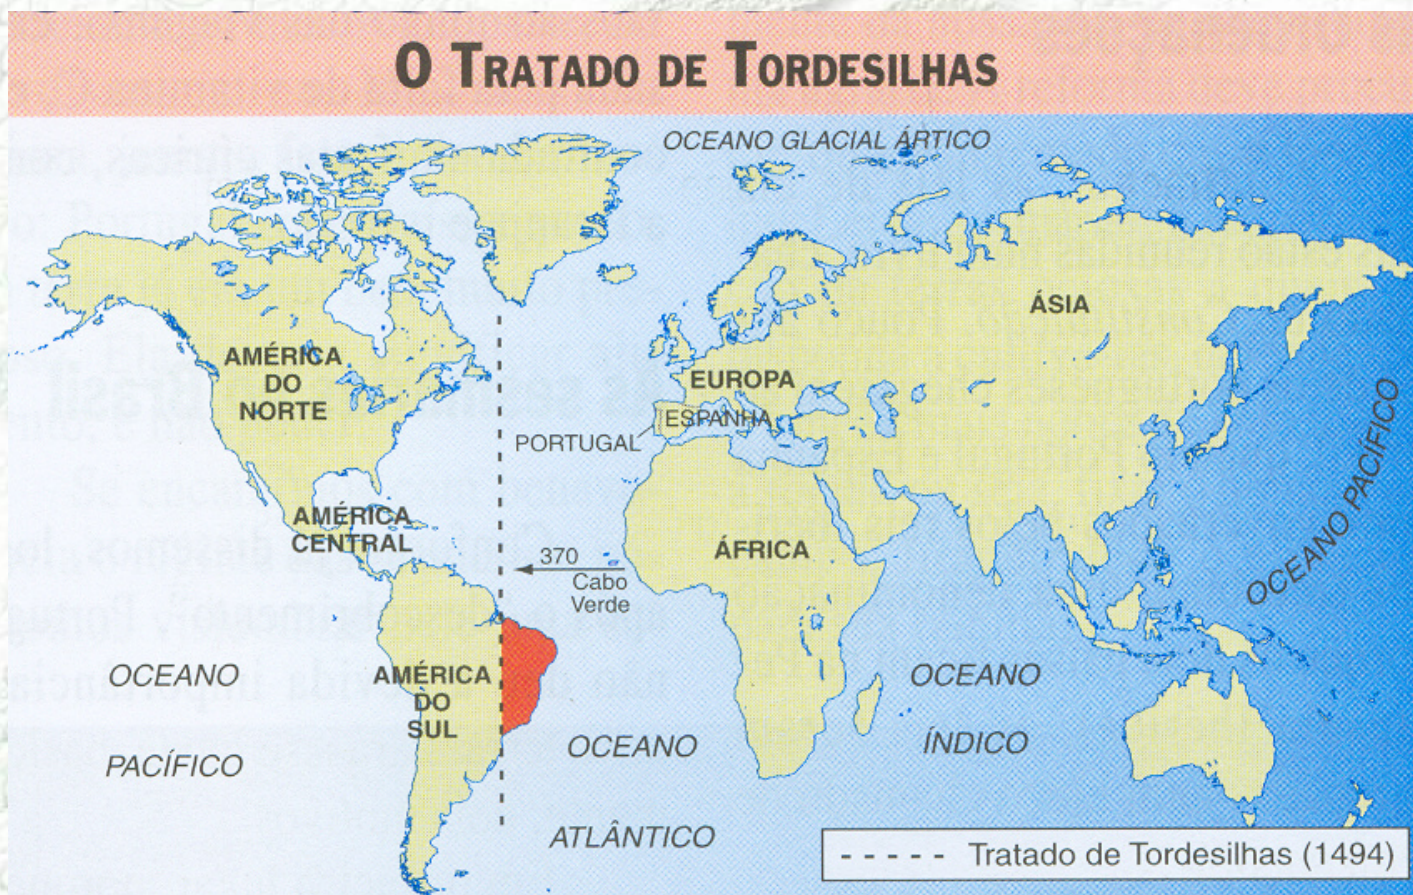 O TRATADO DE TORDESILHAS
OCEANO GLACIAL ÁRTICO
ÁSIA
AMÉRICA
DO
NORTE
EUROPA
ESPANHA
PORTUGAL
OCEANO PACÍFICO
AMÉRICA
CENTRAL
370
Cabo
Verde
ÁFRICA
OCEANO
PACÍFICO
AMÉRICA
DO
SUL
OCEANO
ATLÂNTICO
OCEANO
ÍNDICO
----- Tratado de Tordesilhas (1494)